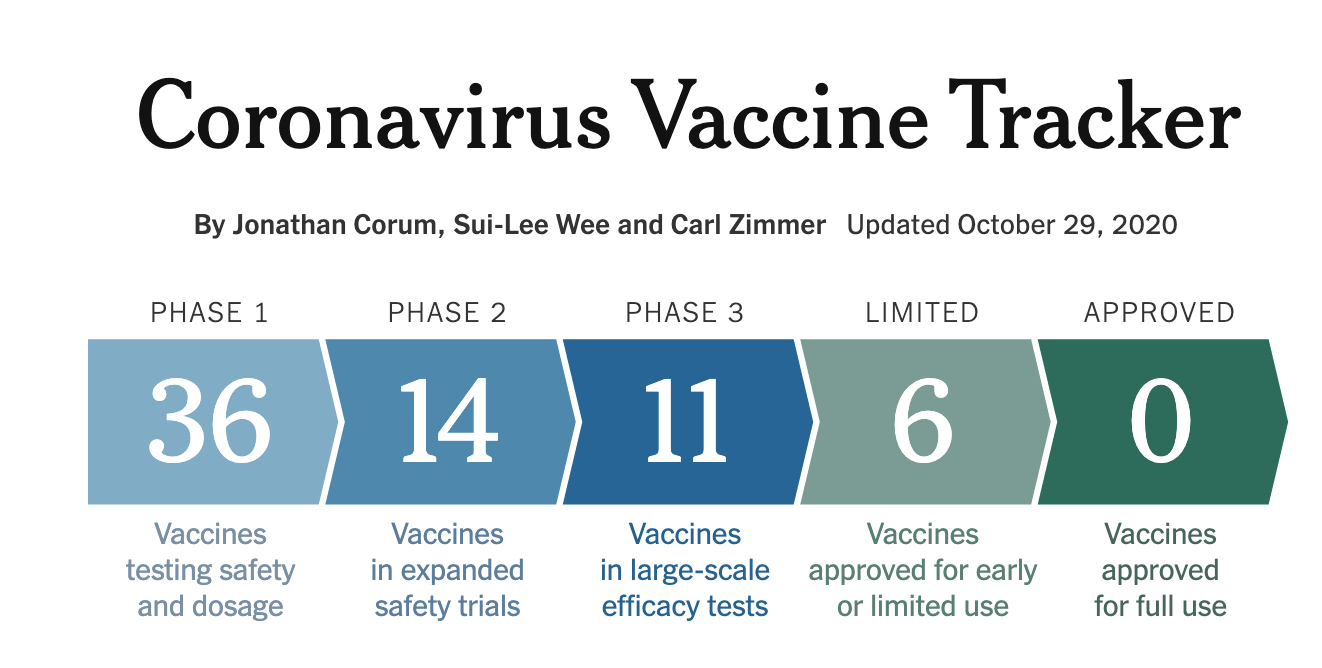 Coronavirus Vaccine Tracker
By Jonathan Corum, Sui-Lee Wee and Carl Zimmer Updated October 29, 2020
PHASE 1 PHASE 2 PHASE 3 LIMITED APPROVED
36 14 11 6 0
Vaccines Vaccines Vaccines Vaccines Vaccines
testing safety in expanded in large-scale approved for early approved
and dosage safety trials efficacy tests or limited use for full use